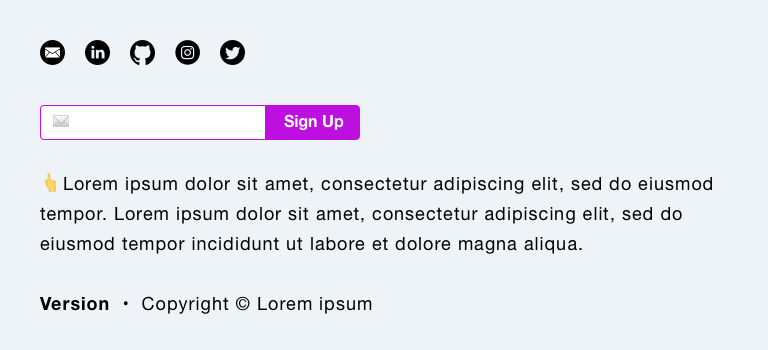 Sign Up
👆Lorem ipsum dolor sit amet, consectetur adipiscing elit, sed do eiusmod
tempor. Lorem ipsum dolor sit amet, consectetur adipiscing elit, sed do
eiusmod tempor incididunt ut labore et dolore magna aliqua.
Version • Copyright © Lorem ipsum